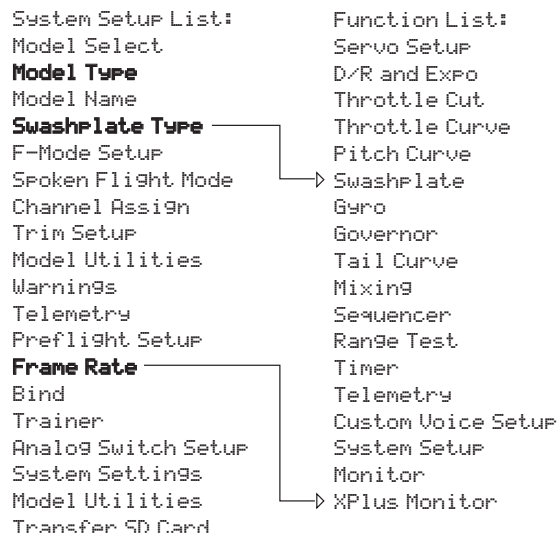 System Setup List:
Model Select
Model Type
Model Name
Swashplate Type
F-Mode Setup
Spoken Flight Mode
Channel Assign
Trim Setup
Model Utilities
Warnings
Telemetry
Preflight Setup
Frame Rate
Bind
Trainer
Analog Switch Setup
System Settings
Model Utilities
Transfer SD Card
Function List:
Servo Setup
D/R and Expo
Throttle Cut
Throttle Curve
Pitch Curve
Swashplate
Gyro
Governor
Tail Curve
Mixing
Sequencer
Range Test
Timer
Telemetry
Custom Voice Setup
System Setup
Monitor
XPlus Monitor